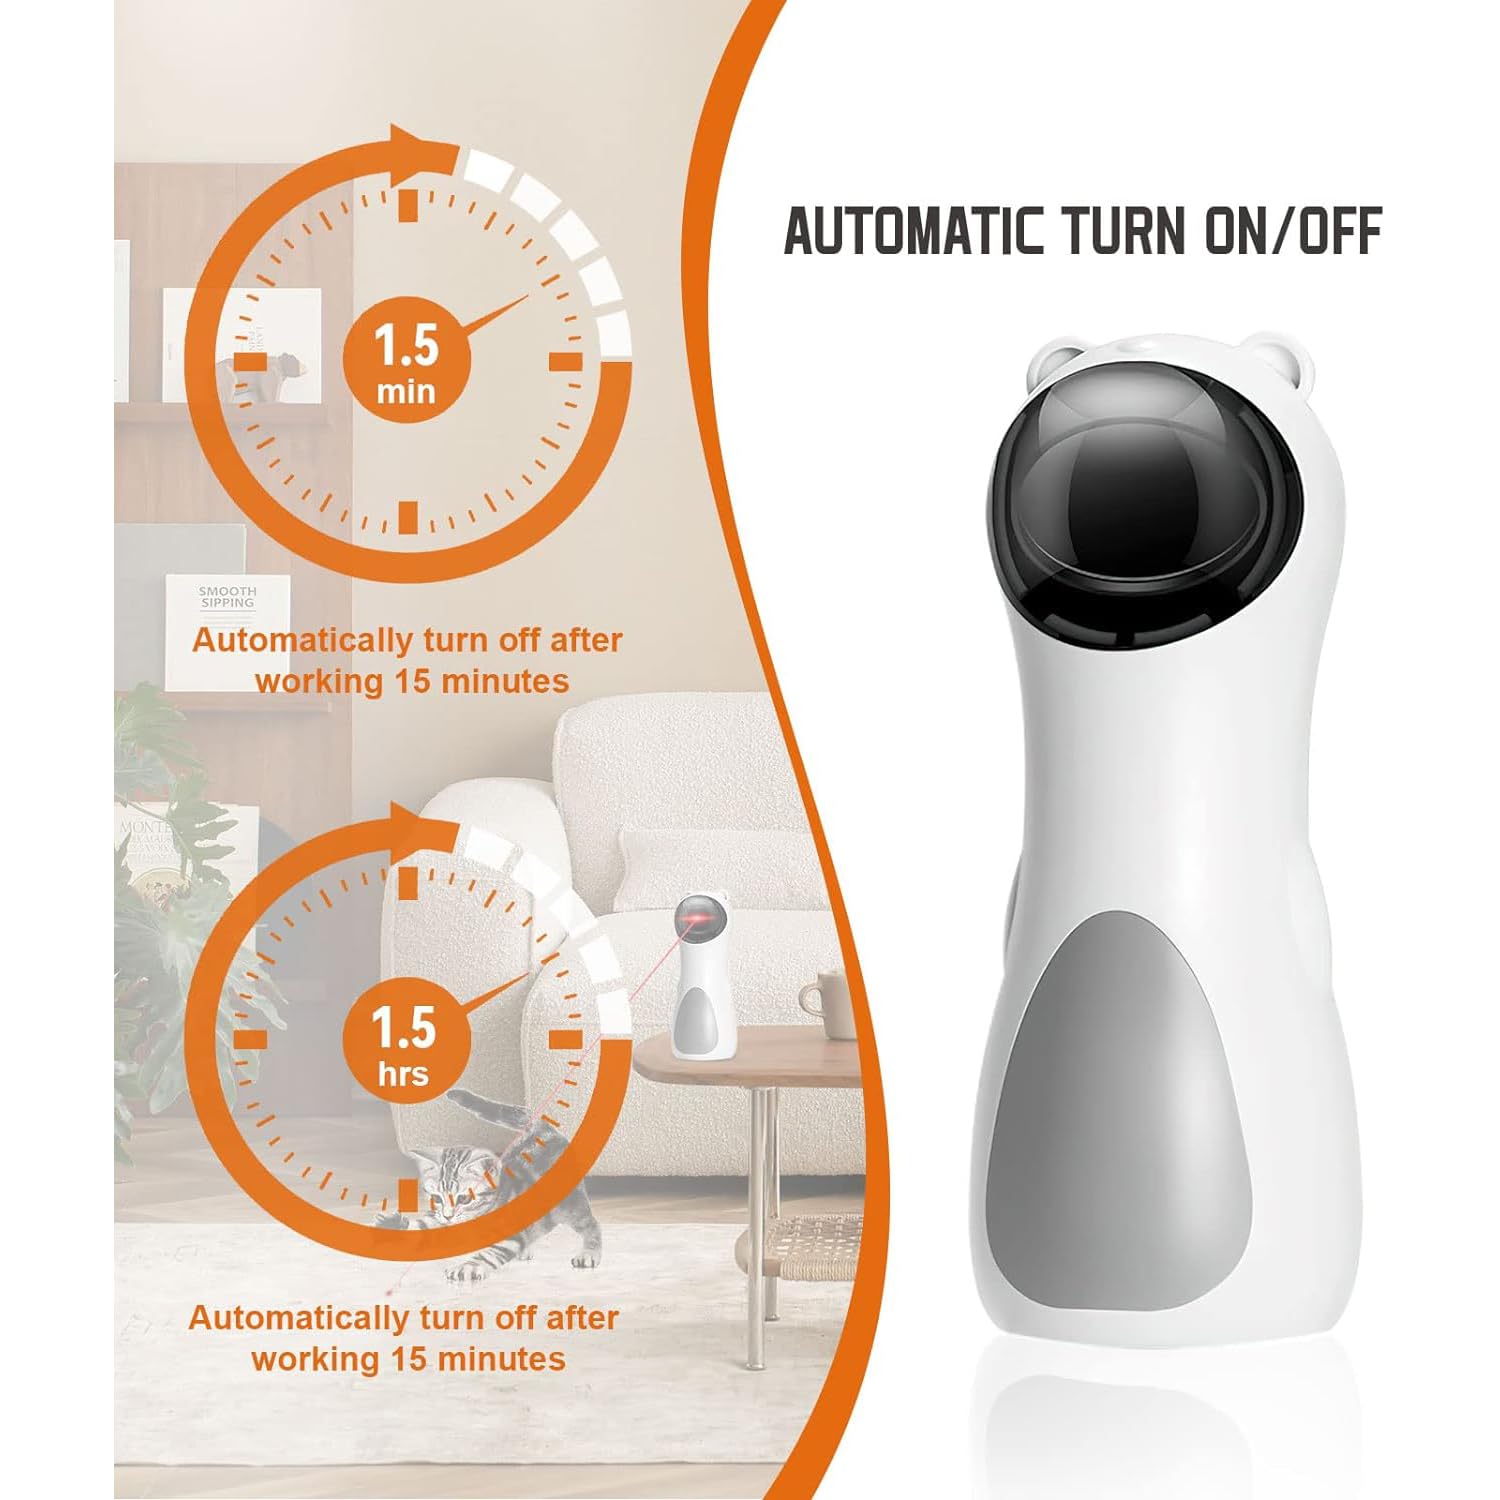 AUTOMATIC TURN ON/OFF
1.5
min
Automatically turn off after
working 15 minutes
SMOOTH
SIPPING
1.5
hrs
Automatically turn off after
working 15 minutes